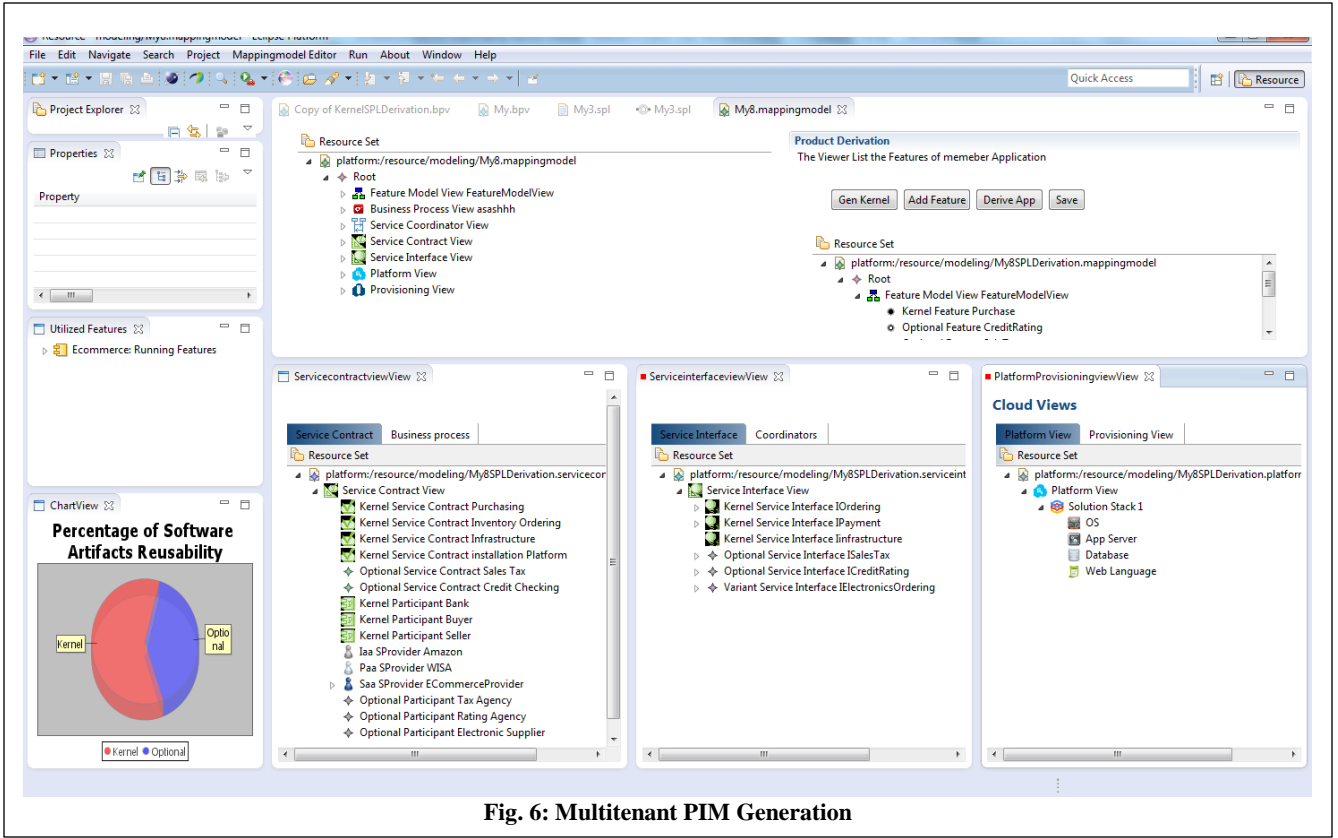 Resource - modeling/My8.mappingmodel - Eclipse Platform
File Edit Navigate Search Project Mappingmodel Editor Run About Window Help
Quick Access
Resource
Project Explorer
Properties
Property
Utilized Features
Ecommerce: Running Features
ChartView
Percentage of Software
Artifacts Reusability
Kernel
Optio
nal
Kernel Optional
Copy of KernelSPLDerivation.bpv My.bpv My3.spl My3.spl My8.mappingmodel
Resource Set
platform:/resource/modeling/My8.mappingmodel
Root
Feature Model View FeatureModelView
Business Process View asashhh
Service Coordinator View
Service Contract View
Service Interface View
Platform View
Provisioning View
Product Derivation
The Viewer List the Features of memeber Application
Gen Kernel Add Feature Derive App Save
Resource Set
platform:/resource/modeling/My8SPLDerivation.mappingmodel
Root
Feature Model View FeatureModelView
Kernel Feature Purchase
Optional Feature CreditRating
ServicecontractviewView
Service Contract Business process
Resource Set
platform:/resource/modeling/My8SPLDerivation.servicecor
Service Contract View
Kernel Service Contract Purchasing
Kernel Service Contract Inventory Ordering
Kernel Service Contract Infrastructure
Kernel Service Contract installation Platform
Optional Service Contract Sales Tax
Optional Service Contract Credit Checking
Kernel Participant Bank
Kernel Participant Buyer
Kernel Participant Seller
Iaa SProvider Amazon
Paa SProvider WISA
Saa SProvider ECommerceProvider
Optional Participant Tax Agency
Optional Participant Rating Agency
Optional Participant Electronic Supplier
ServiceinterfaceviewView
Service Interface Coordinators
Resource Set
platform:/resource/modeling/My8SPLDerivation.serviceint
Service Interface View
Kernel Service Interface IOrdering
Kernel Service Interface IPayment
Kernel Service Interface Iinfrastructure
Optional Service Interface ISalesTax
Optional Service Interface ICreditRating
Variant Service Interface IElectronicsOrdering
PlatformProvisioningviewView
Cloud Views
Platform View Provisioning View
Resource Set
platform:/resource/modeling/My8SPLDerivation.platforr
Platform View
Solution Stack 1
OS
App Server
Database
Web Language
Fig. 6: Multitenant PIM Generation